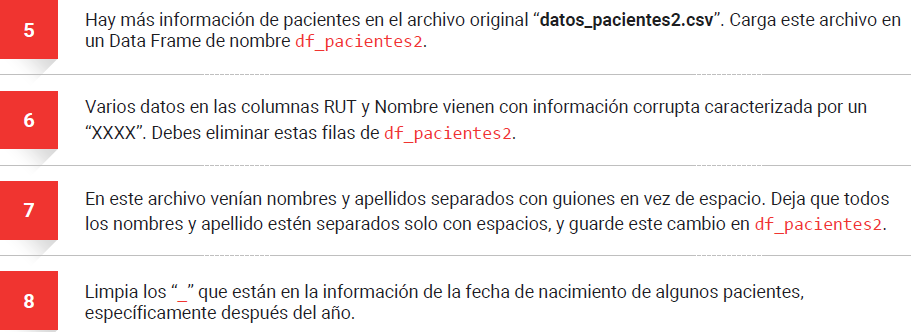 5
Hay más información de pacientes en el archivo original “datos_pacientes2.csv”. Carga este archivo en
un Data Frame de nombre df_pacientes2.
6
Varios datos en las columnas RUT y Nombre vienen con información corrupta caracterizada por un
“XXXX”. Debes eliminar estas filas de df_pacientes2.
7
En este archivo venían nombres y apellidos separados con guiones en vez de espacio. Deja que todos
los nombres y apellido estén separados solo con espacios, y guarde este cambio en df_pacientes2.
8
Limpia los “_” que están en la información de la fecha de nacimiento de algunos pacientes,
específicamente después del año.